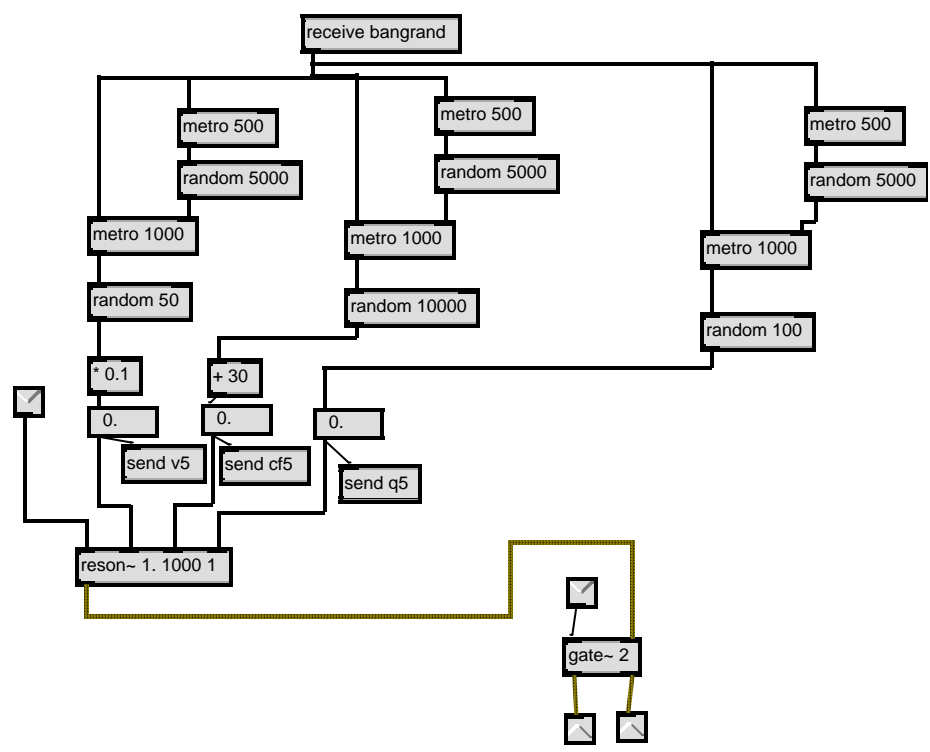 receive bangrand
metro 500
metro 500
metro 500
random 5000
random 5000
random 5000
metro 1000
metro 1000
metro 1000
random 50
random 10000
random 100
* 0.1
+ 30
0.
0.
0.
send v5
send cf5
send q5
reson~ 1. 1000 1
gate~ 2